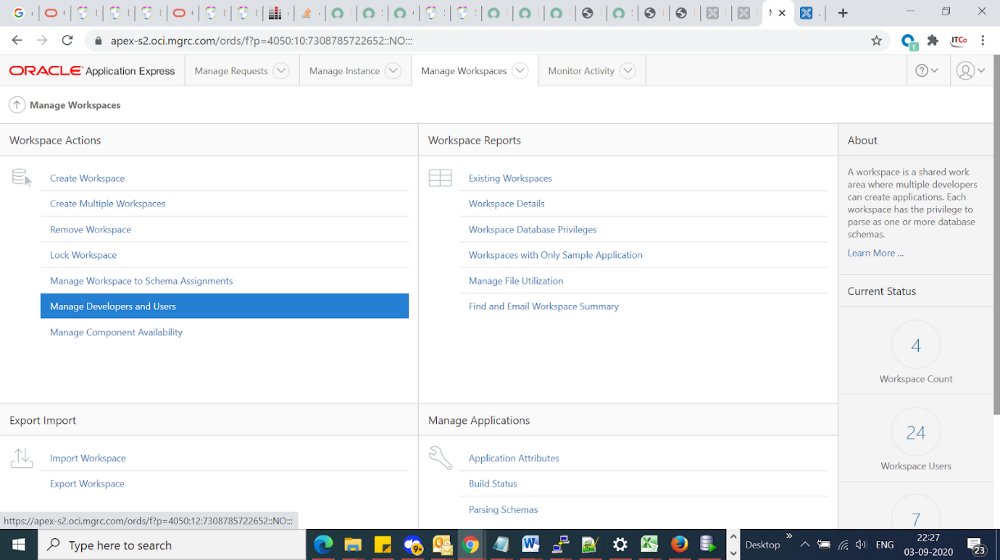 apex-s2.oci.mgrc.com/ords/f?p=4050:10:7308785722652::NO:::
ITCo
ORACLE Application Express
Manage Requests
Manage Instance
Manage Workspaces
Monitor Activity
Manage Workspaces
Workspace Actions
Create Workspace
Create Multiple Workspaces
Remove Workspace
Lock Workspace
Manage Workspace to Schema Assignments
Manage Developers and Users
Manage Component Availability
Workspace Reports
Existing Workspaces
Workspace Details
Workspace Database Privileges
Workspaces with Only Sample Application
Manage File Utilization
Find and Email Workspace Summary
About
A workspace is a shared work
area where multiple developers
can create applications. Each
workspace has the privilege to
parse as one or more database
schemas.
Learn More ...
Current Status
4
Workspace Count
24
Workspace Users
7
Export Import
Import Workspace
Export Workspace
Manage Applications
Application Attributes
Build Status
Parsing Schemas
https://apex-s2.oci.mgrc.com/ords/f?p=4050:12:7308785722652::NO:::
Type here to search
Desktop
ENG
22:27
03-09-2020
23